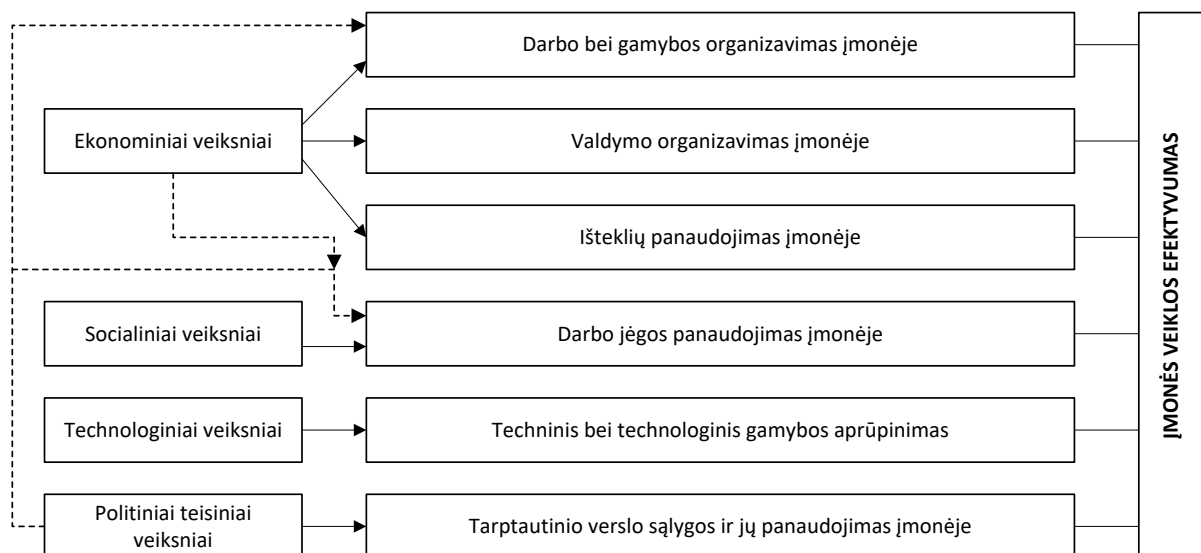 Darbo bei gamybos organizavimas įmonėje
Ekonominiai veiksniai
Valdymo organizavimas įmonėje
Išteklių panaudojimas įmonėje
Socialiniai veiksniai
Darbo jėgos panaudojimas įmonėje
Technologiniai veiksniai
Techninis bei technologinis gamybos aprūpinimas
Politiniai teisiniai
veiksniai
Tarptautinio verslo sąlygos ir jų panaudojimas įmonėje
ĮMONĖS VEIKLOS EFEKTYVUMAS